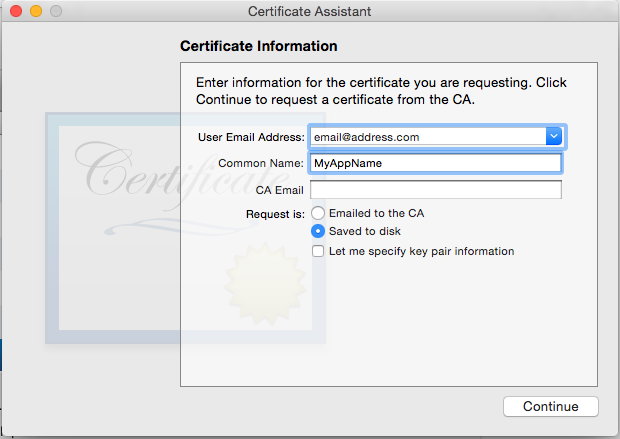 Certificate Assistant
Certificate Information
Enter information for the certificate you are requesting. Click
Continue to request a certificate from the CA.
Certificate
User Email Address: email@address.com
Common Name: MyAppName
CA Email
Request is: Emailed to the CA
Saved to disk
Let me specify key pair information
Continue